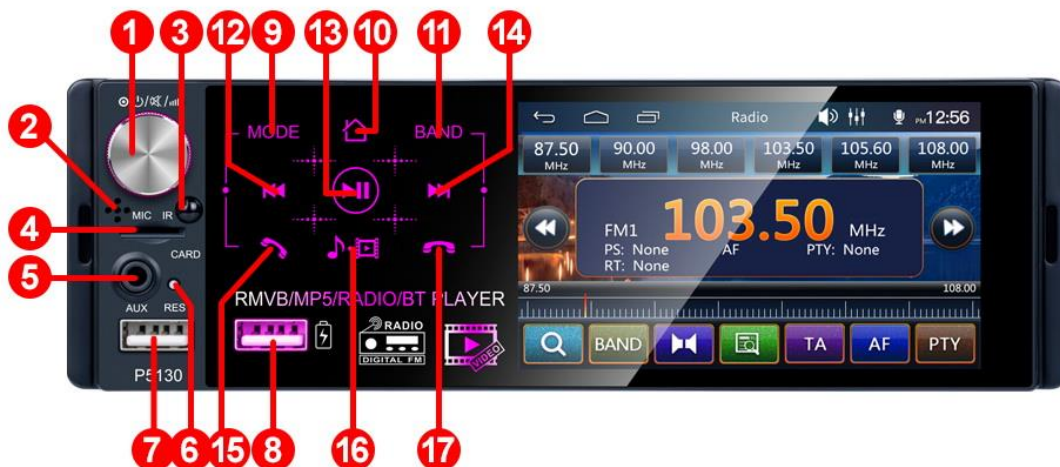 1 3 12 9 13 10 11 14
2
4
5
MIC IR
CARD
AUX RES
P5130
MODE BAND
RMVB/MP5/RADIO/BT PLAYER
RADIO
DIGITAL FM
VIDEO
Radio PM 12:56
87.50 MHz 90.00 MHz 98.00 MHz 103.50 MHz 105.60 MHz 108.00 MHz
FM1 103.50 MHz
PS: None AF PTY: None
RT: None
87.50 108.00
BAND TA AF PTY
7 6 15 8 16 17